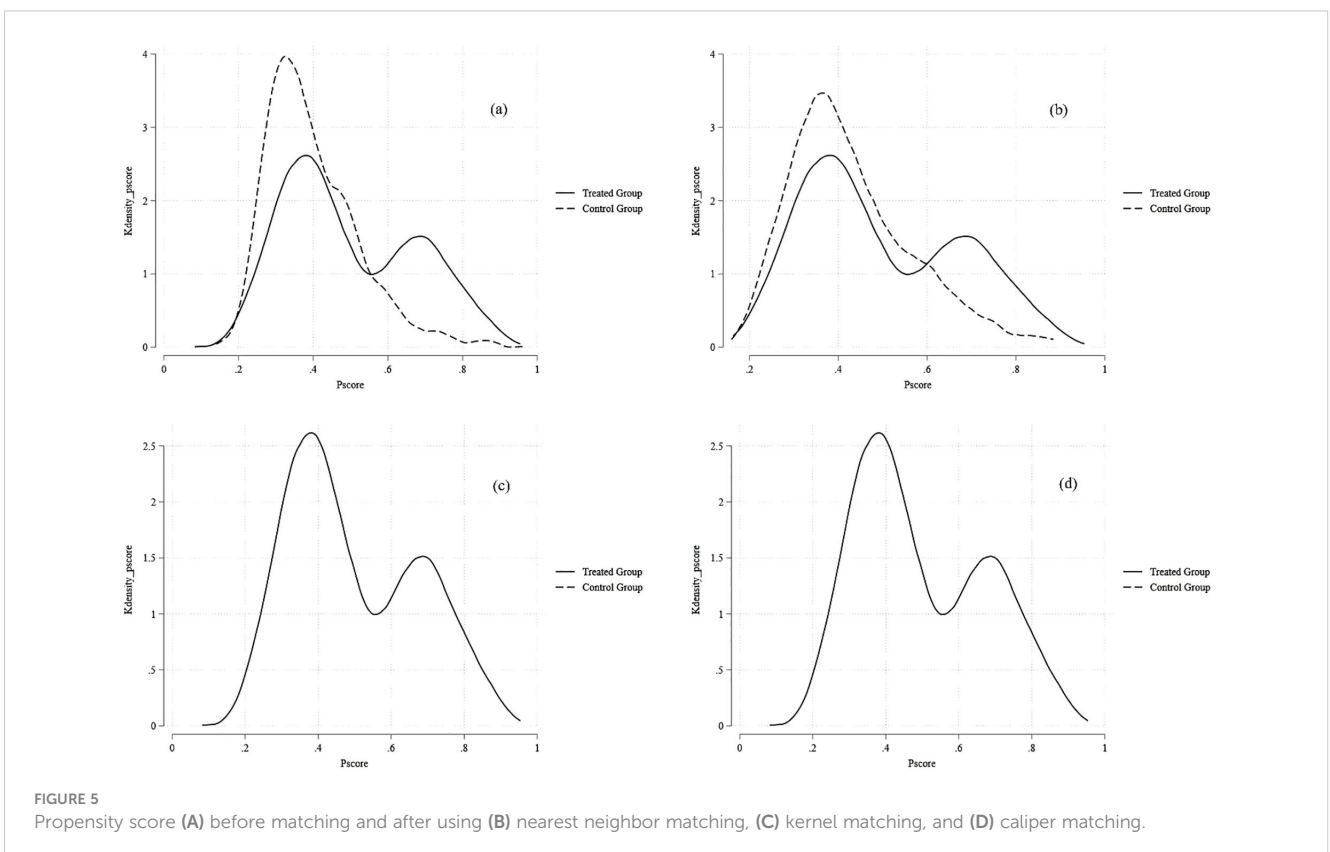 4
3
2
1
0
Kdensity_pscore
(a)
Treated Group
Control Group
0 .2 .4 .6 .8 1
Pscore
4
3
2
1
0
Kdensity_pscore
(b)
Treated Group
Control Group
.2 .4 .6 .8 1
Pscore
2.5
2
1.5
1
.5
0
Kdensity_pscore
(c)
Treated Group
Control Group
0 .2 .4 .6 .8 1
Pscore
2.5
2
1.5
1
.5
0
Kdensity_pscore
(d)
Treated Group
Control Group
0 .2 .4 .6 .8 1
Pscore
FIGURE 5
Propensity score (A) before matching and after using (B) nearest neighbor matching, (C) kernel matching, and (D) caliper matching.